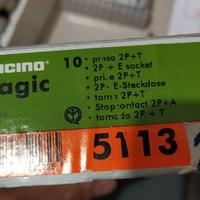 ICINO®
agic
10 • presa 2P+T
• 2P + E socket
• prise 2P+T
• 2P+E-Steckdose
• toma 2P+T
• Stopcontact 2P+A
• tomada 2P + T
5113